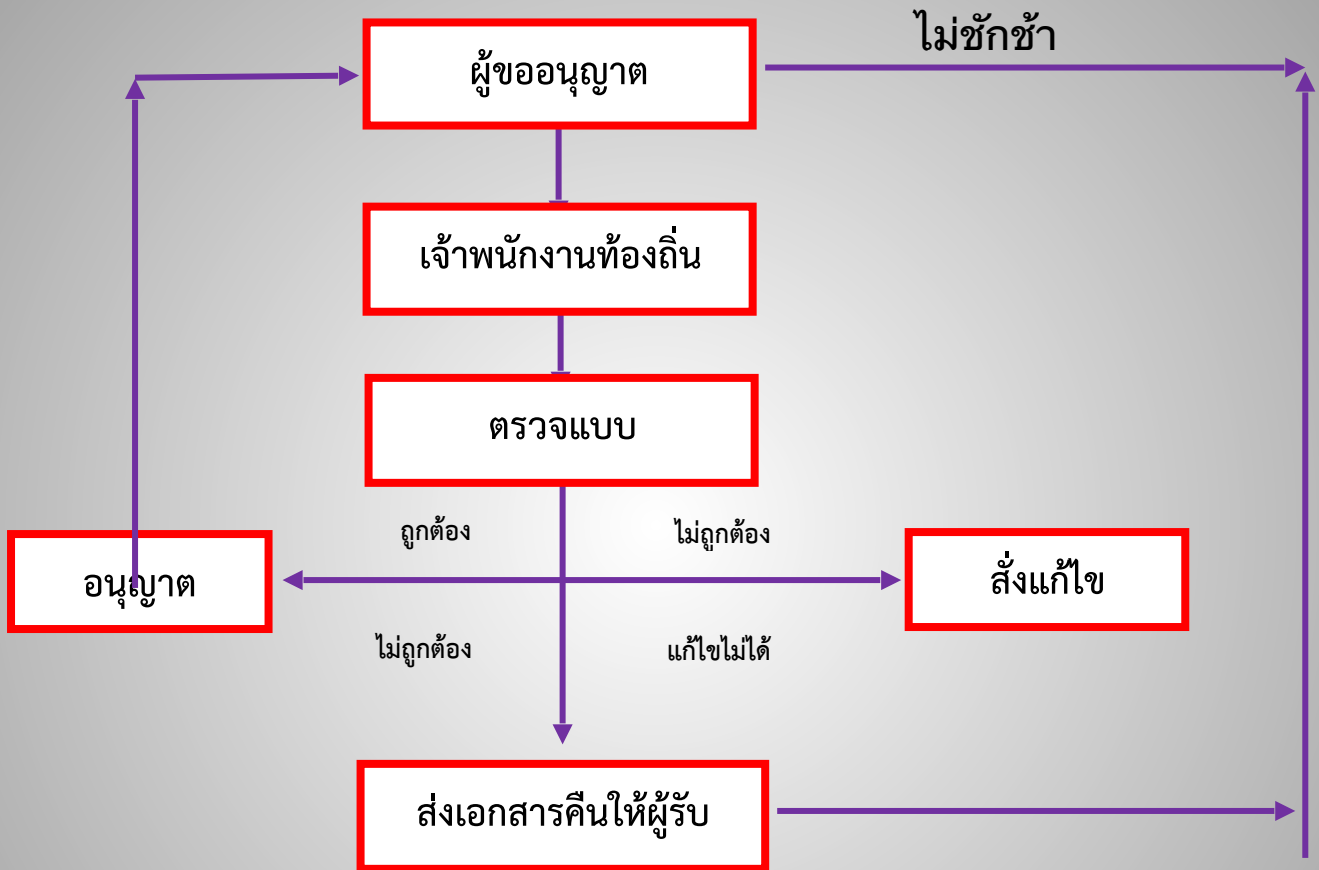 ไม่ชักช้า
ผู้ขออนุญาต
เจ้าพนักงานท้องถิ่น
ตรวจแบบ
ถูกต้อง
ไม่ถูกต้อง
อนุญาต
สั่งแก้ไข
ไม่ถูกต้อง
แก้ไขไม่ได้
ส่งเอกสารคืนให้ผู้รับ